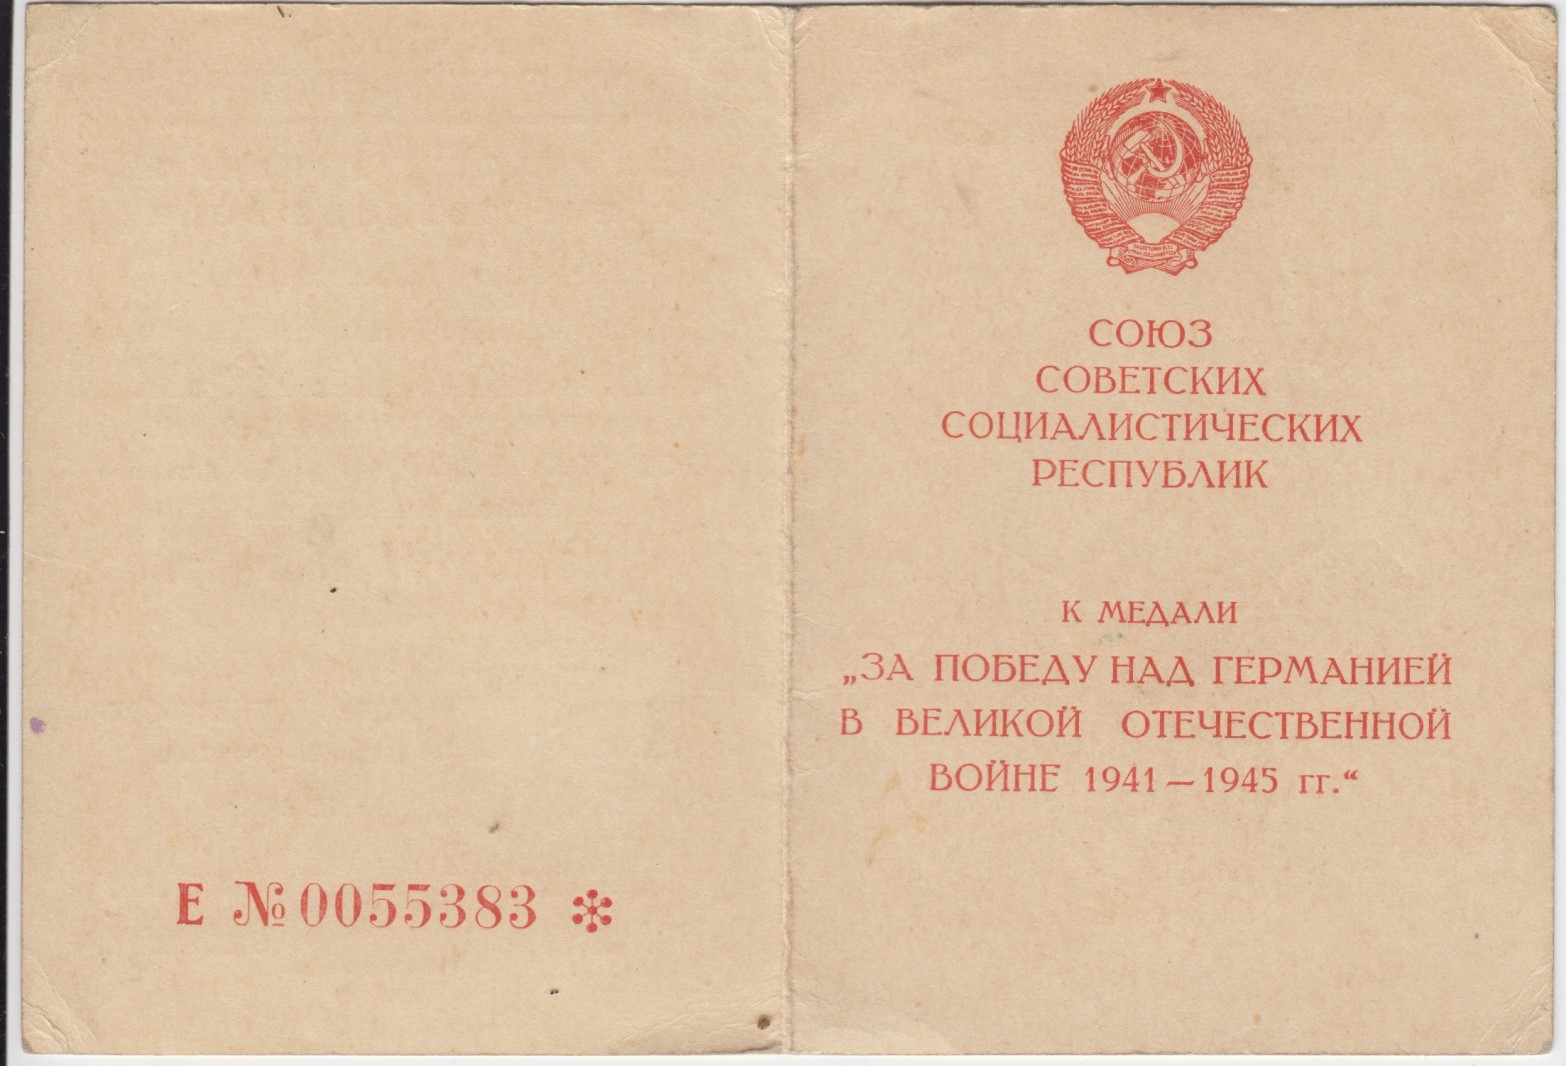 Е №0055383
СОЮЗ
СОВЕТСКИХ
СОЦИАЛИСТИЧЕСКИХ
РЕСПУБЛИК
К МЕДАЛИ
„ЗА ПОБЕДУ НАД ГЕРМАНИЕЙ
В ВЕЛИКОЙ ОТЕЧЕСТВЕННОЙ
ВОЙНЕ 1941 — 1945 гг.“